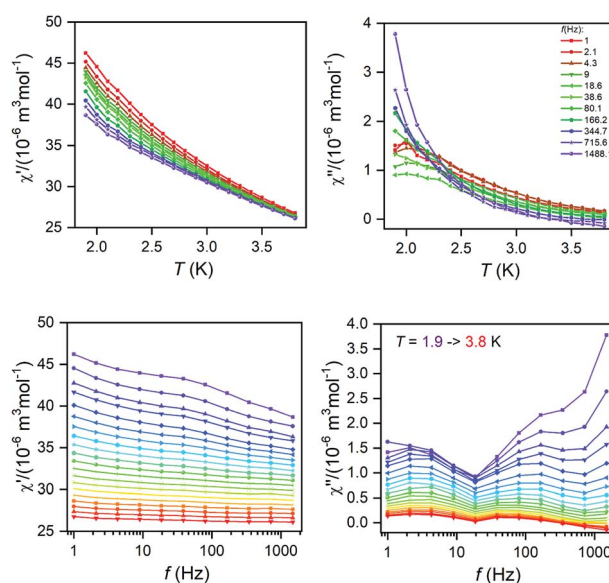 χ'/(10⁻⁶ m³mol⁻¹)
50
45
40
35
30
25
2.0 2.5 3.0 3.5
T (K)
χ''/(10⁻⁶ m³mol⁻¹)
4
3
2
1
0
2.0 2.5 3.0 3.5
T (K)
f(Hz):
1
2.1
4.3
9
18.6
38.6
80.1
166.2
344.7
715.6
1488.
χ'/(10⁻⁶ m³mol⁻¹)
50
45
40
35
30
25
1 10 100 1000
f (Hz)
χ''/(10⁻⁶ m³mol⁻¹)
4.0
3.5
3.0
2.5
2.0
1.5
1.0
0.5
0.0
T = 1.9 -> 3.8 K
1 10 100 1000
f (Hz)